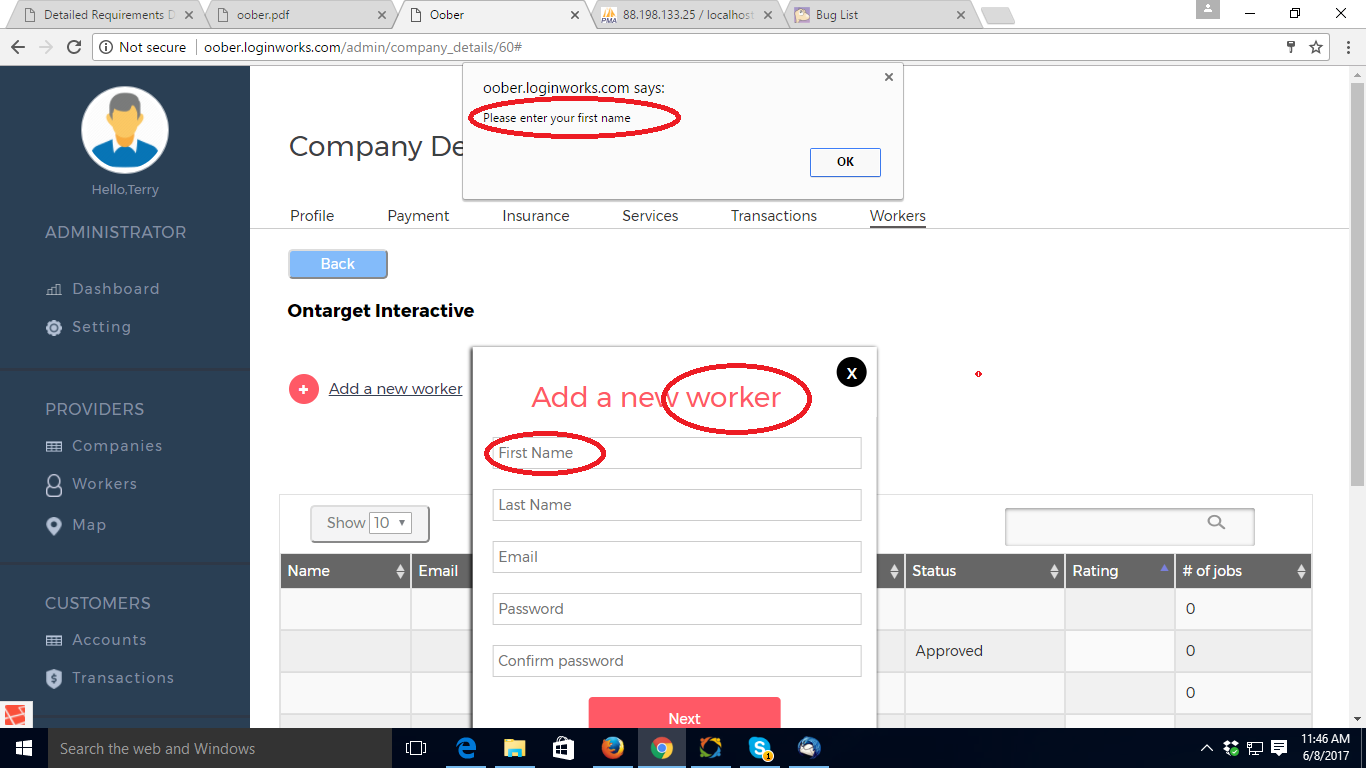 Detailed Requirements D
oober.pdf
Oober
88.198.133.25 / localhost
Bug List
Not secure
oober.loginworks.com/admin/company_details/60#
oober.loginworks.com says:
Please enter your first name
OK
Hello,Terry
ADMINISTRATOR
Dashboard
Setting
PROVIDERS
Companies
Workers
Map
CUSTOMERS
Accounts
Transactions
Company De
Profile Payment Insurance Services Transactions Workers
Back
Ontarget Interactive
Add a new worker
X
Add a new worker
First Name
Last Name
Email
Password
Confirm password
Next
Show 10
Name Email Status Rating # of jobs
0
Approved 0
0
Search the web and Windows
1
11:46 AM
6/8/2017